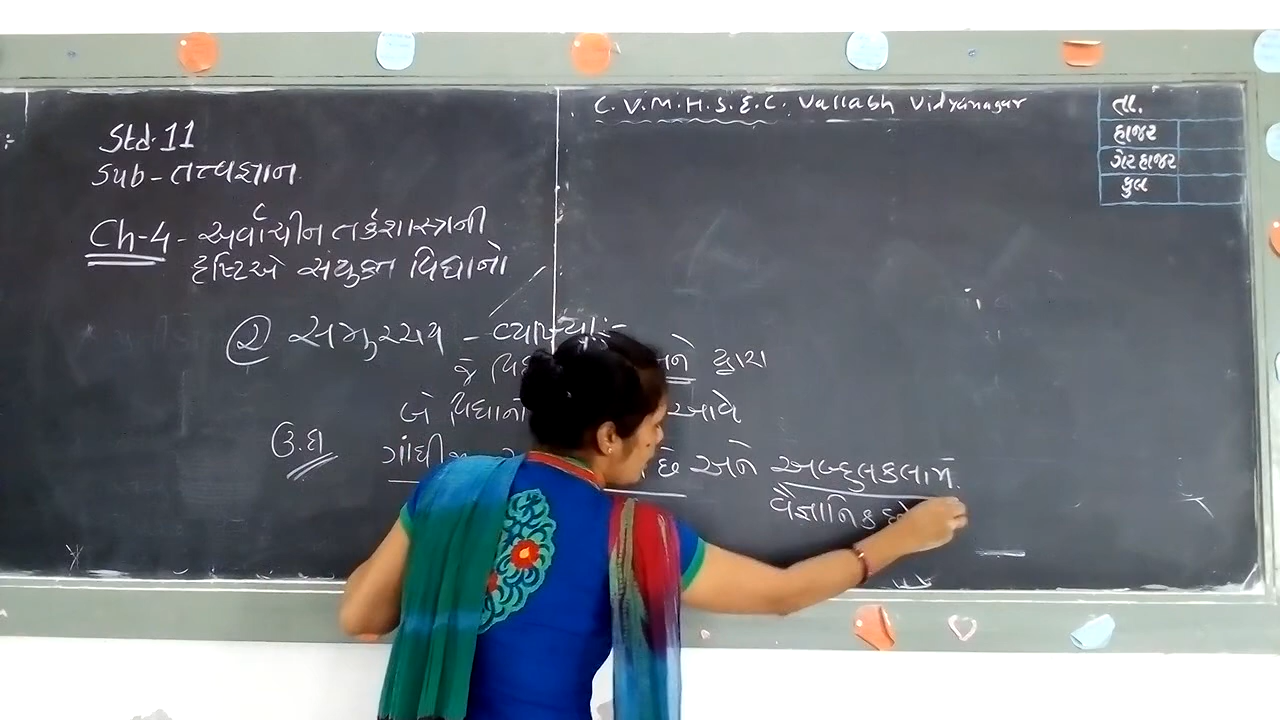 Std. 11
Sub - તત્ત્વજ્ઞાન
Ch-4 - અર્વાચીન તર્કશાસ્ત્રની
દૃષ્ટિએ સંયુક્ત વિધાનો
૨ સમુચ્ચય - વ્યાખ્યા :-
જે દ્વારા
બે વિધાનો આવે
ઉ.દા
છે અને અબ્દુલકલામ
વૈજ્ઞાનિક
C.V.M.H.S.E.C. Vallabh Vidyanagar
તા.
હાજર
ગેરહાજર
કુલ